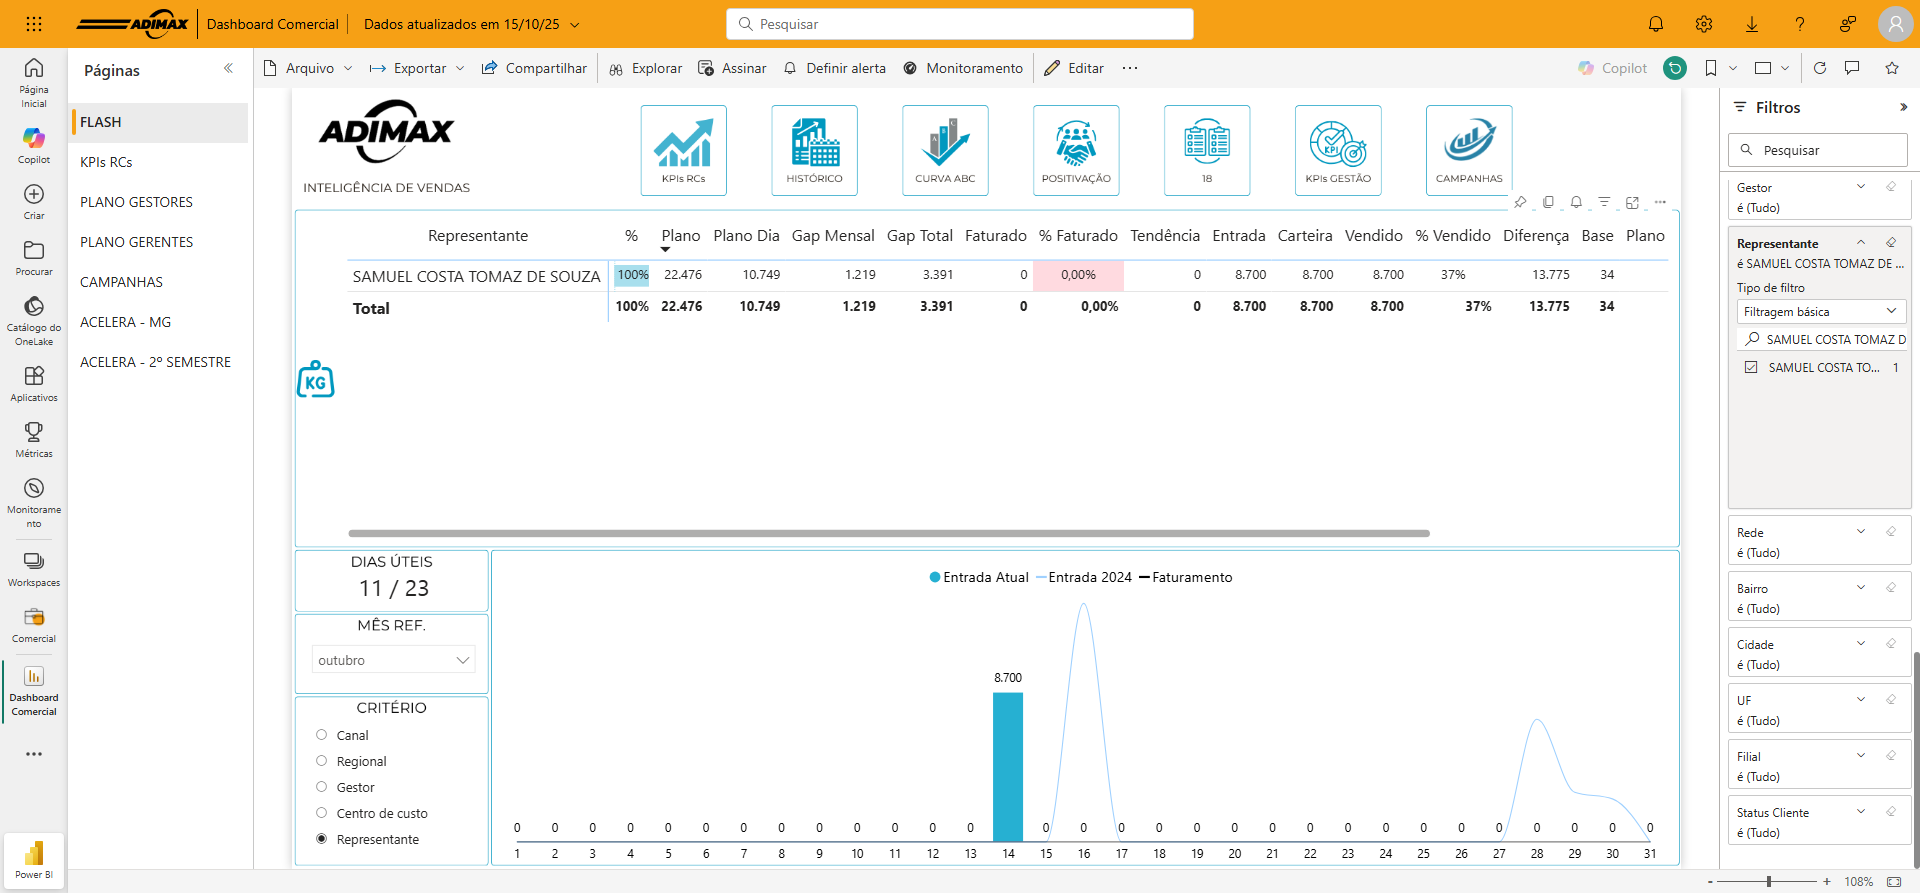 ADIMAX
Dashboard Comercial
Dados atualizados em 15/10/25
Pesquisar
Página Inicial
Copilot
Criar
Procurar
Catálogo do OneLake
Aplicativos
Métricas
Monitoramento
Workspaces
Comercial
Dashboard Comercial
Power BI
Páginas
FLASH
KPIs RCs
PLANO GESTORES
PLANO GERENTES
CAMPANHAS
ACELERA - MG
ACELERA - 2º SEMESTRE
Arquivo
Exportar
Compartilhar
Explorar
Assinar
Definir alerta
Monitoramento
Editar
Copilot
ADIMAX
INTELIGÊNCIA DE VENDAS
KPIs RCs
HISTÓRICO
A B C
CURVA ABC
POSITIVAÇÃO
18
KPI
KPIs GESTÃO
CAMPANHAS
Representante % Plano Plano Dia Gap Mensal Gap Total Faturado % Faturado Tendência Entrada Carteira Vendido % Vendido Diferença Base Plano
SAMUEL COSTA TOMAZ DE SOUZA 100% 22.476 10.749 1.219 3.391 0 0,00% 0 8.700 8.700 8.700 37% 13.775 34
Total 100% 22.476 10.749 1.219 3.391 0 0,00% 0 8.700 8.700 8.700 37% 13.775 34
KG
DIAS ÚTEIS
11 / 23
MÊS REF.
outubro
CRITÉRIO
Canal
Regional
Gestor
Centro de custo
Representante
Entrada Atual Entrada 2024 Faturamento
8.700
0 0 0 0 0 0 0 0 0 0 0 0 0 0 0 0 0 0 0 0 0 0 0 0 0 0 0 0 0 0
1 2 3 4 5 6 7 8 9 10 11 12 13 14 15 16 17 18 19 20 21 22 23 24 25 26 27 28 29 30 31
Filtros
Pesquisar
Gestor
é (Tudo)
Representante
é SAMUEL COSTA TOMAZ DE ...
Tipo de filtro
Filtragem básica
SAMUEL COSTA TOMAZ D
SAMUEL COSTA TO... 1
Rede
é (Tudo)
Bairro
é (Tudo)
Cidade
é (Tudo)
UF
é (Tudo)
Filial
é (Tudo)
Status Cliente
é (Tudo)
- + 108%